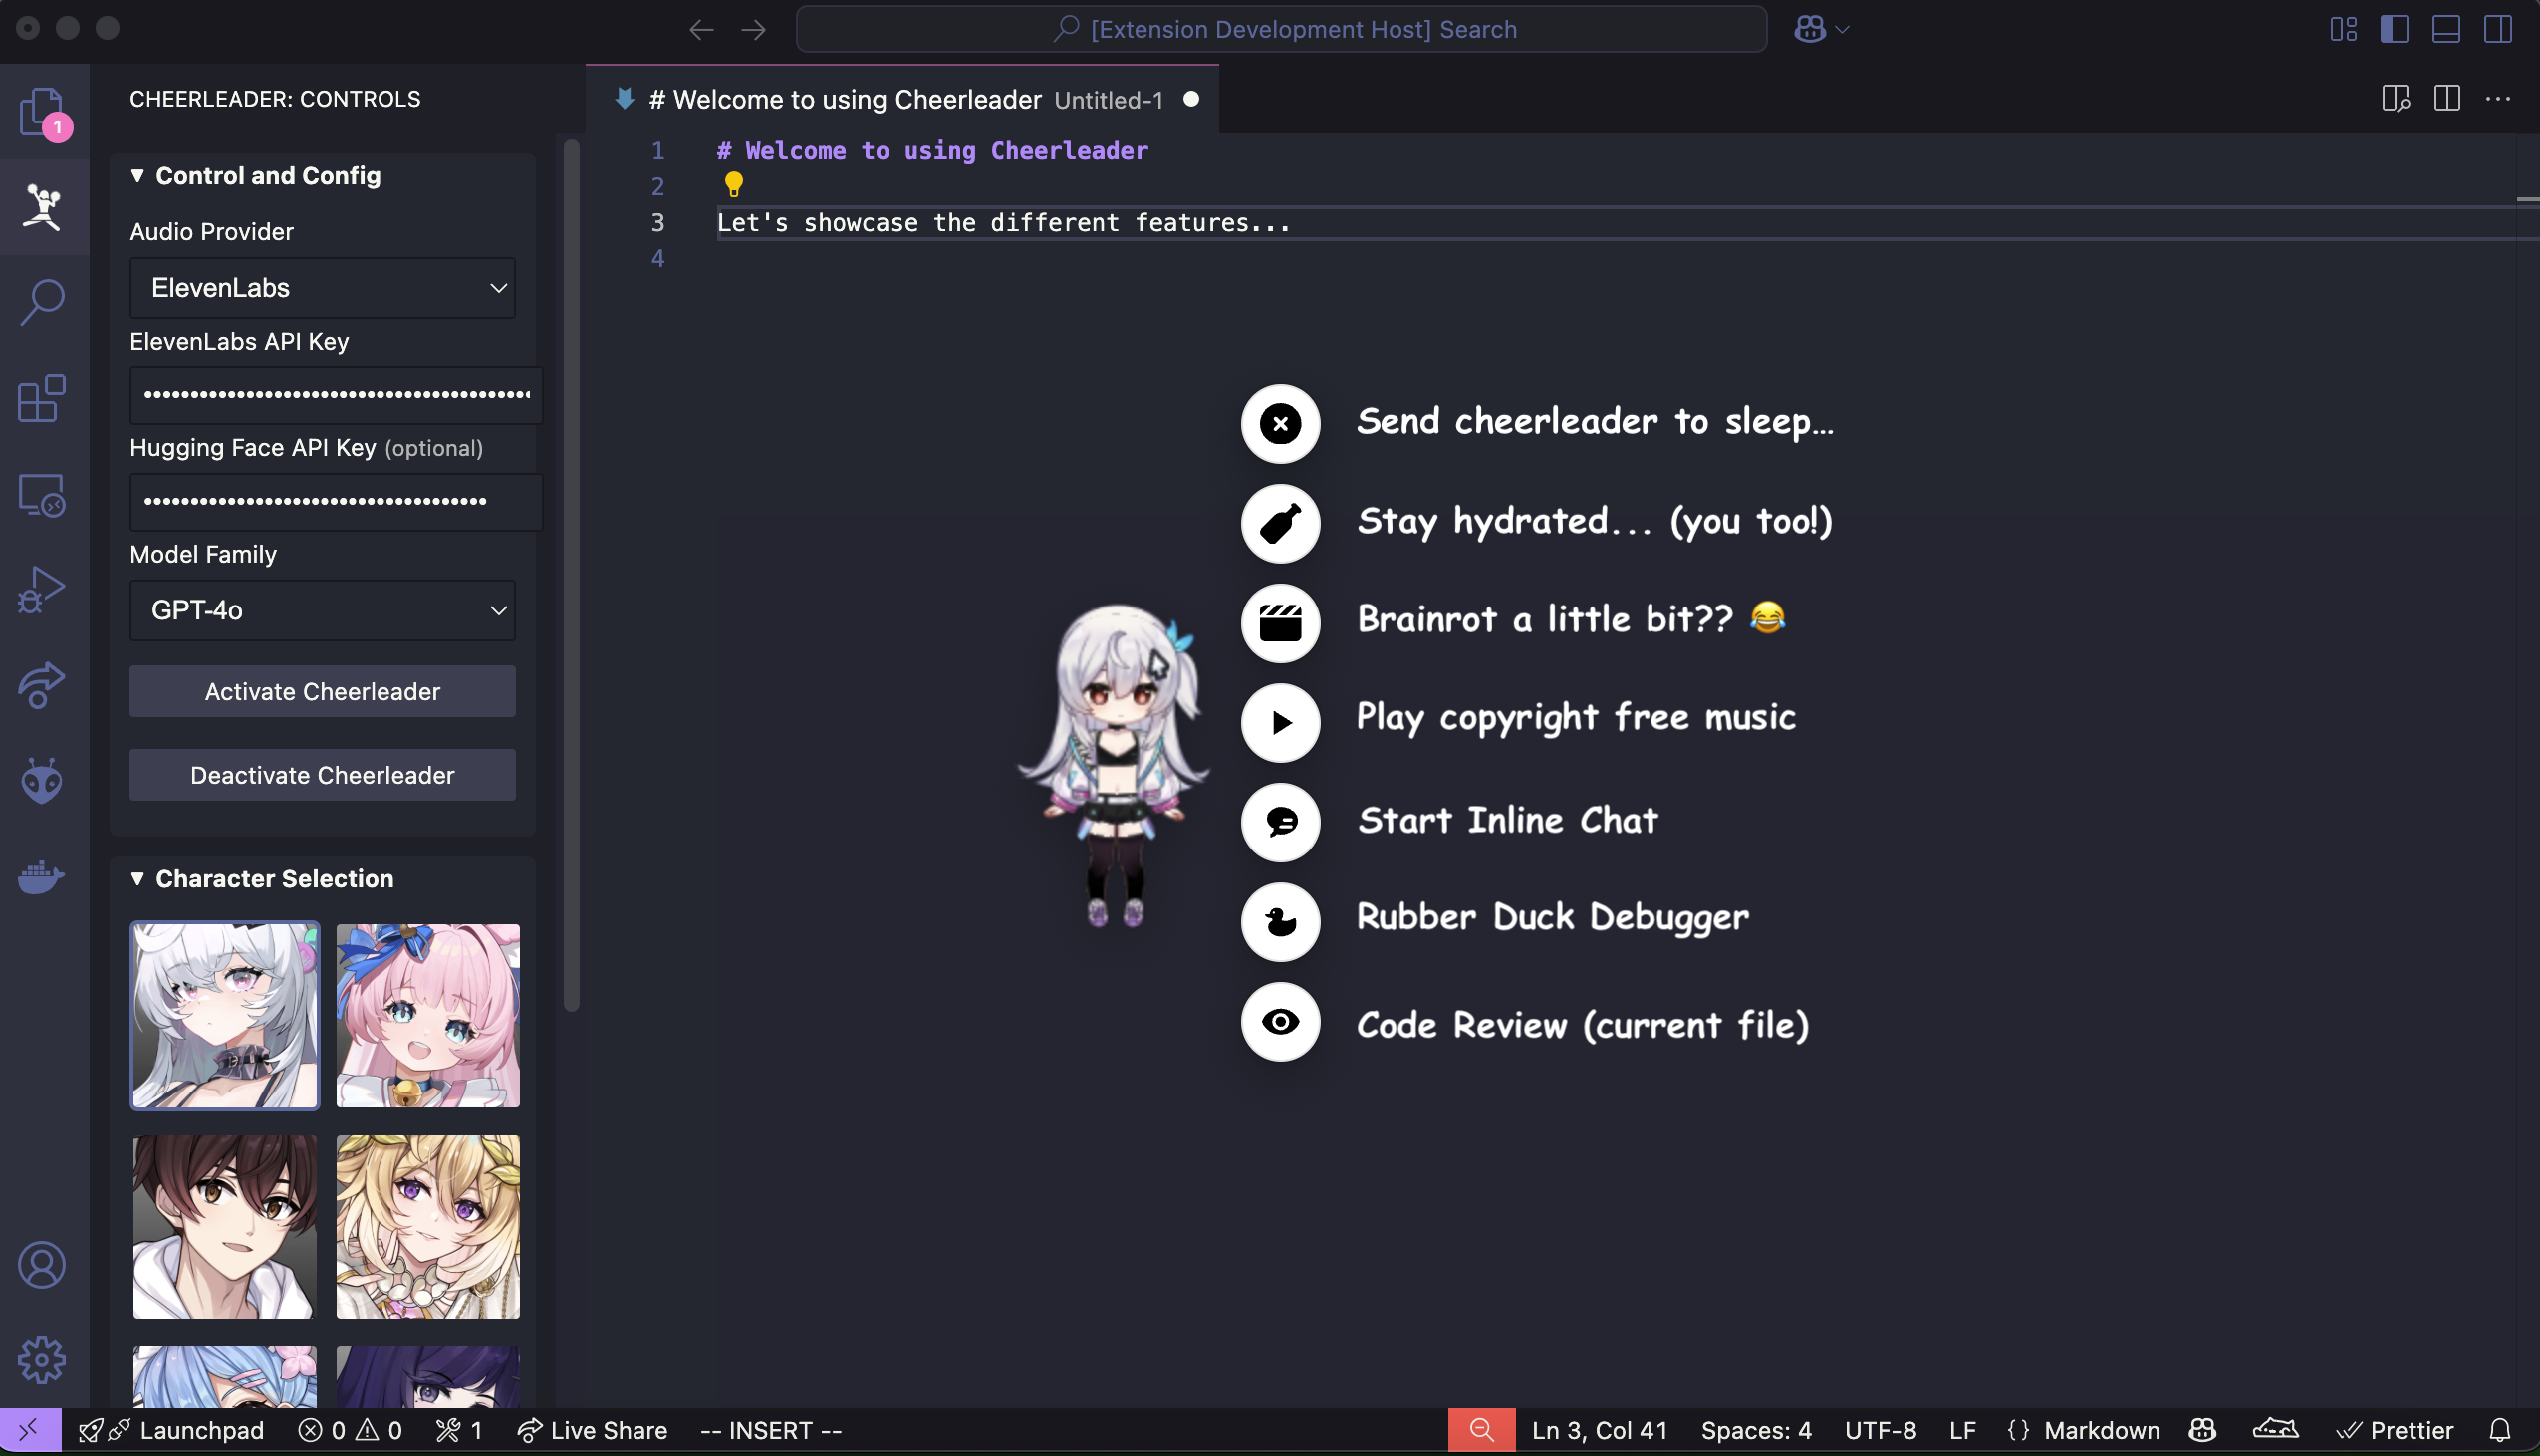 [Extension Development Host] Search
1
CHEERLEADER: CONTROLS
# Welcome to using Cheerleader Untitled-1
Control and Config
Audio Provider
ElevenLabs
ElevenLabs API Key
Hugging Face API Key (optional)
Model Family
GPT-4o
Activate Cheerleader
Deactivate Cheerleader
Character Selection
1 # Welcome to using Cheerleader
2
3 Let's showcase the different features...
4
Send cheerleader to sleep...
Stay hydrated... (you too!)
Brainrot a little bit?? 😂
Play copyright free music
Start Inline Chat
Rubber Duck Debugger
Code Review (current file)
Launchpad 0 0 1 Live Share -- INSERT -- Ln 3, Col 41 Spaces: 4 UTF-8 LF {} Markdown Prettier